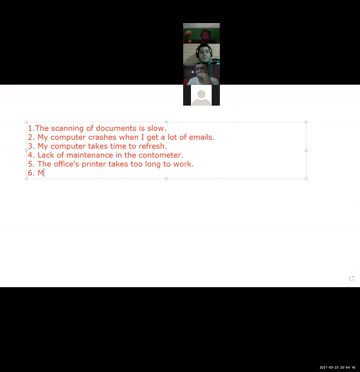 1.The scanning of documents is slow.
2. My computer crashes when I get a lot of emails.
3. My computer takes time to refresh.
4. Lack of maintenance in the contometer.
5. The office's printer takes too long to work.
6. M